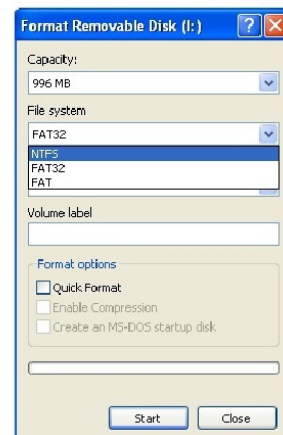 Format Removable Disk (I:)
Capacity:
996 MB
File system
FAT32
NTFS
FAT32
FAT
Volume label
Format options
Quick Format
Enable Compression
Create an MS-DOS startup disk
Start
Close